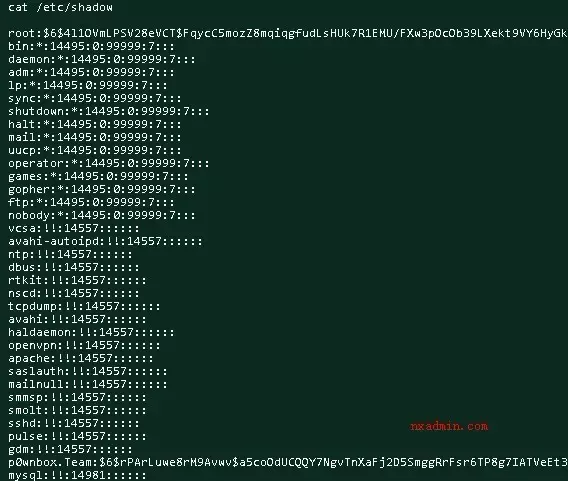 cat /etc/shadow
root:$6$4l1OVmLPSV28eVCT$FqycC5mozZ8mqiqgfudLsHUk7R1EMU/FXw3pOcOb39LXekt9VY6HyGk
bin:*:14495:0:99999:7:::
daemon:*:14495:0:99999:7:::
adm:*:14495:0:99999:7:::
lp:*:14495:0:99999:7:::
sync:*:14495:0:99999:7:::
shutdown:*:14495:0:99999:7:::
halt:*:14495:0:99999:7:::
mail:*:14495:0:99999:7:::
uucp:*:14495:0:99999:7:::
operator:*:14495:0:99999:7:::
games:*:14495:0:99999:7:::
gopher:*:14495:0:99999:7:::
ftp:*:14495:0:99999:7:::
nobody:*:14495:0:99999:7:::
vcsa:!!:14557::::::
avahi-autoipd:!!:14557::::::
ntp:!!:14557::::::
dbus:!!:14557::::::
rtkit:!!:14557::::::
nscd:!!:14557::::::
tcpdump:!!:14557::::::
avahi:!!:14557::::::
haldaemon:!!:14557::::::
openvpn:!!:14557::::::
apache:!!:14557::::::
saslauth:!!:14557::::::
mailnull:!!:14557::::::
smmsp:!!:14557::::::
smolt:!!:14557::::::
sshd:!!:14557::::::
pulse:!!:14557::::::
gdm:!!:14557::::::
p0wnbox.Team:$6$rPArLuwe8rM9Avwv$a5coOdUCQQY7NgvTnXaFj2D5SmggRrFsr6TP8g7IATVeEt3
mysql:!!:14981::::::
nxadmin.com